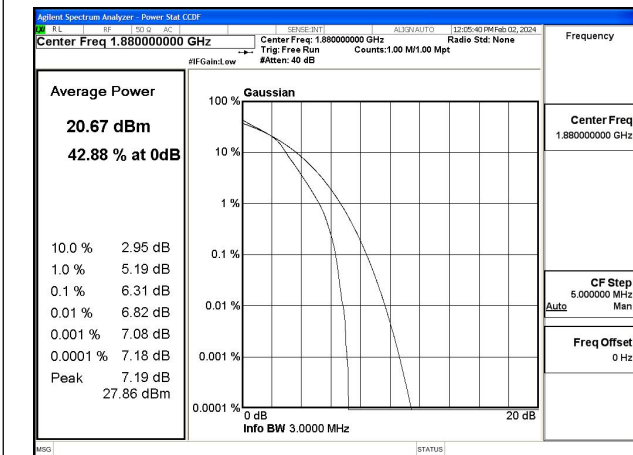 Agilent Spectrum Analyzer - Power Stat CCDF
RL RF 50 Ω AC SENSE:INT ALIGNAUTO 12:05:40 PM Feb 02, 2024
Center Freq 1.880000000 GHz
Center Freq: 1.880000000 GHz Radio Std: None
Trig: Free Run Counts:1.00 M/1.00 Mpt
#IFGain:Low #Atten: 40 dB
Frequency
Average Power
20.67 dBm
42.88 % at 0dB
10.0 % 2.95 dB
1.0 % 5.19 dB
0.1 % 6.31 dB
0.01 % 6.82 dB
0.001 % 7.08 dB
0.0001 % 7.18 dB
Peak 7.19 dB
27.86 dBm
Gaussian
100 %
10 %
1 %
0.1 %
0.01 %
0.001 %
0.0001 %
0 dB 20 dB
Info BW 3.0000 MHz
Center Freq
1.880000000 GHz
CF Step
5.000000 MHz
Auto Man
Freq Offset
0 Hz
MSG STATUS